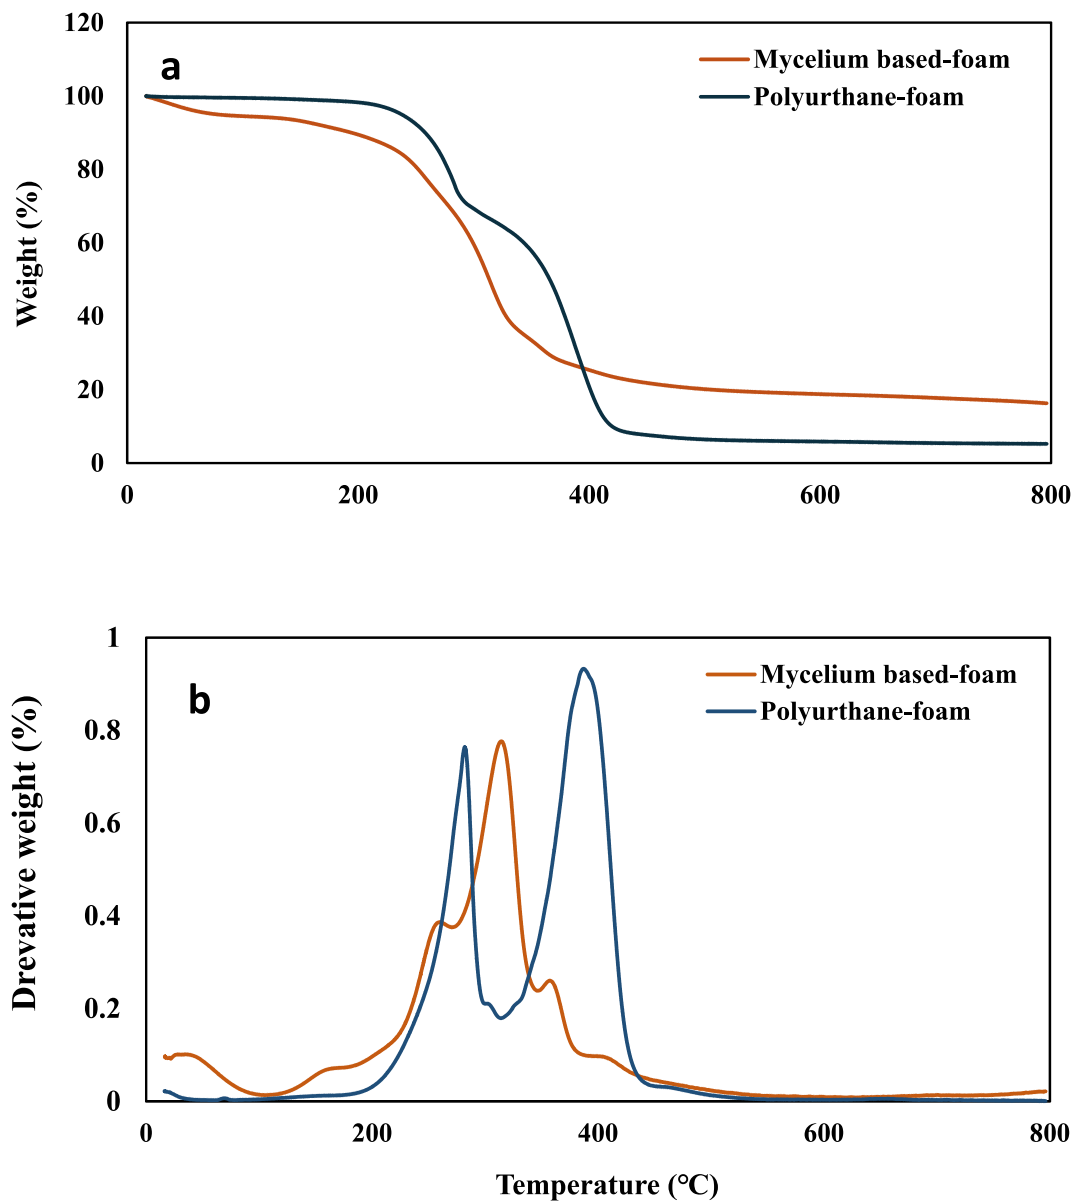 120
100
80
60
40
20
0
Weight (%)
a
Mycelium based-foam
Polyurthane-foam
0 200 400 600 800
1
0.8
0.6
0.4
0.2
0
Drevative weight (%)
b
Mycelium based-foam
Polyurthane-foam
0 200 400 600 800
Temperature (°C)